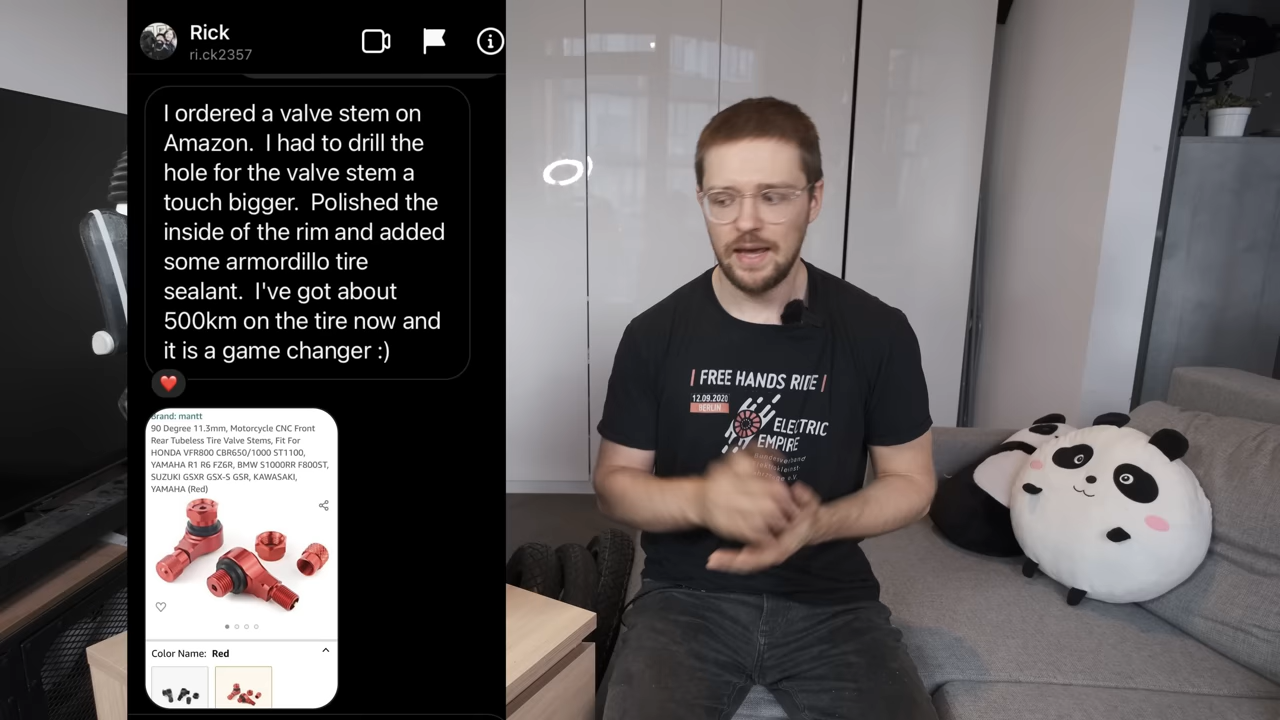 Rick
ri.ck2357
I ordered a valve stem on
Amazon.  I had to drill the
hole for the valve stem a
touch bigger.  Polished the
inside of the rim and added
some armordillo tire
sealant.  I've got about
500km on the tire now and
it is a game changer :)
Brand: mantt
90 Degree 11.3mm, Motorcycle CNC Front
Rear Tubeless Tire Valve Stems, Fit For
HONDA VFR800 CBR650/1000 ST1100,
YAMAHA R1 R6 FZ6R, BMW S1000RR F800ST,
SUZUKI GSXR GSX-S GSR, KAWASAKI,
YAMAHA (Red)
Color Name: Red
FREE HANDS RIDE
12.09.2020
BERLIN
ELECTRIC
EMPIRE